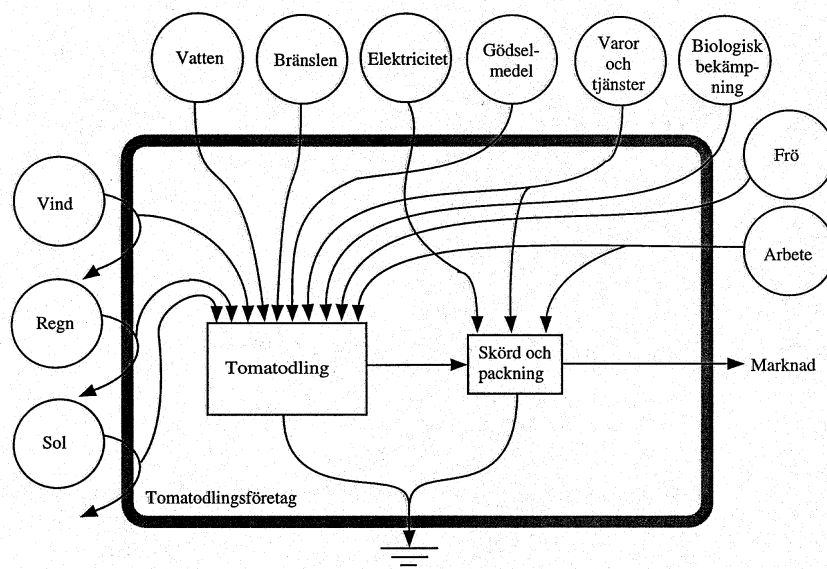 Vatten
Bränslen
Elektricitet
Gödsel-
medel
Varor
och
tjänster
Biologisk
bekämp-
ning
Frö
Vind
Arbete
Regn
Tomatodling
Skörd och
packning
Marknad
Sol
Tomatodlingsföretag